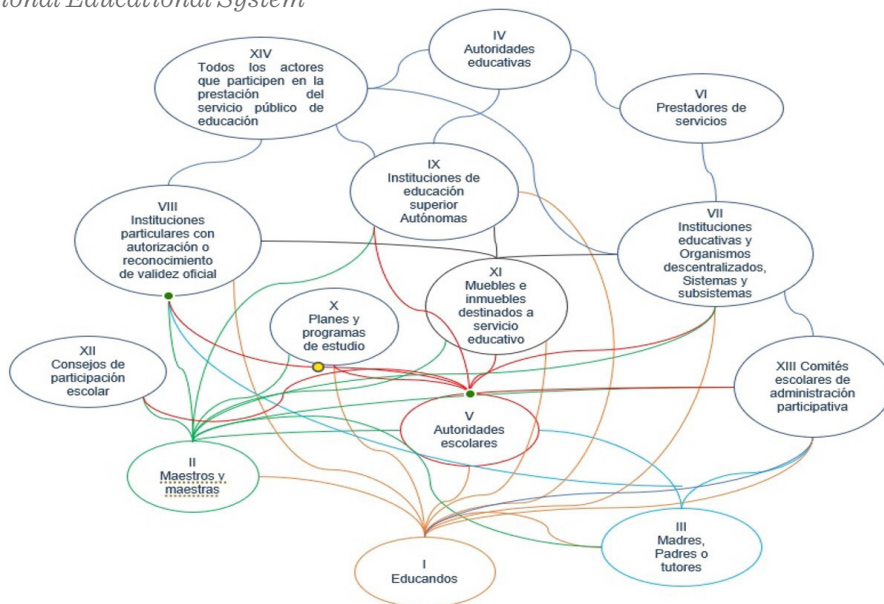 ional Educational System
IV
Autoridades
educativas
XIV
Todos los actores
que participen en la
prestación del
servicio público de
educación
VI
Prestadores de
servicios
IX
Instituciones de
educación
superior
Autónomas
VIII
Instituciones
particulares con
autorización o
reconocimiento
de validez oficial
VII
Instituciones
educativas y
Organismos
descentralizados,
Sistemas y
subsistemas
XI
Muebles e
inmuebles
destinados a
servicio
educativo
X
Planes y
programas
de estudio
XII
Consejos de
participación
escolar
XIII Comités
escolares de
administración
participativa
V
Autoridades
escolares
II
Maestros y
maestras
III
Madres,
Padres o
tutores
I
Educandos